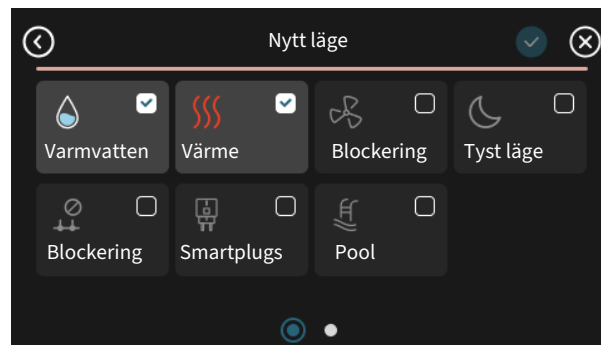 Nytt läge
Varmvatten
Värme
Blockering
Tyst läge
Blockering
Smartplugs
Pool